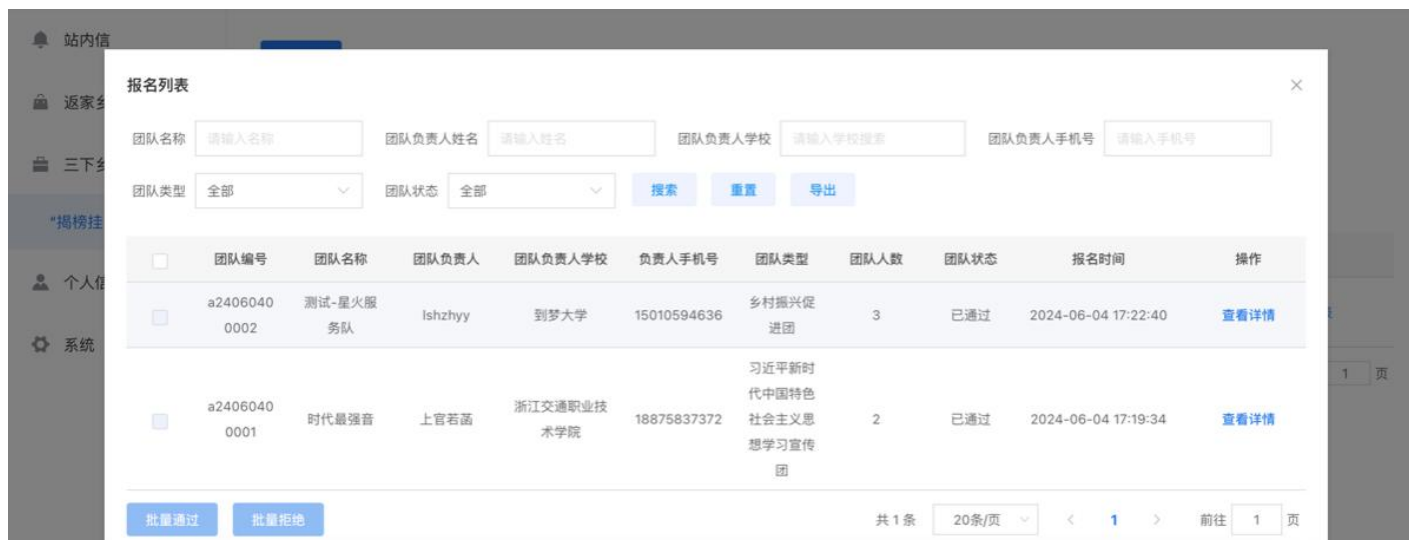 站内信
返家乡
三下乡
“揭榜挂
个人信
系统
报名列表
团队名称 请输入名称 团队负责人姓名 请输入姓名 团队负责人学校 请输入学校搜索 团队负责人手机号 请输入手机号
团队类型 全部 团队状态 全部 搜索 重置 导出
团队编号 团队名称 团队负责人 团队负责人学校 负责人手机号 团队类型 团队人数 团队状态 报名时间 操作
a2406040
0002
测试-星火服
务队
lshzhyy
到梦大学
15010594636
乡村振兴促
进团
3
已通过
2024-06-04 17:22:40
查看详情
a2406040
0001
时代最强音
上官若菡
浙江交通职业技
术学院
18875837372
习近平新时
代中国特色
社会主义思
想学习宣传
团
2
已通过
2024-06-04 17:19:34
查看详情
批量通过 批量拒绝 共 1 条 20条/页 1 前往 1 页
1 页